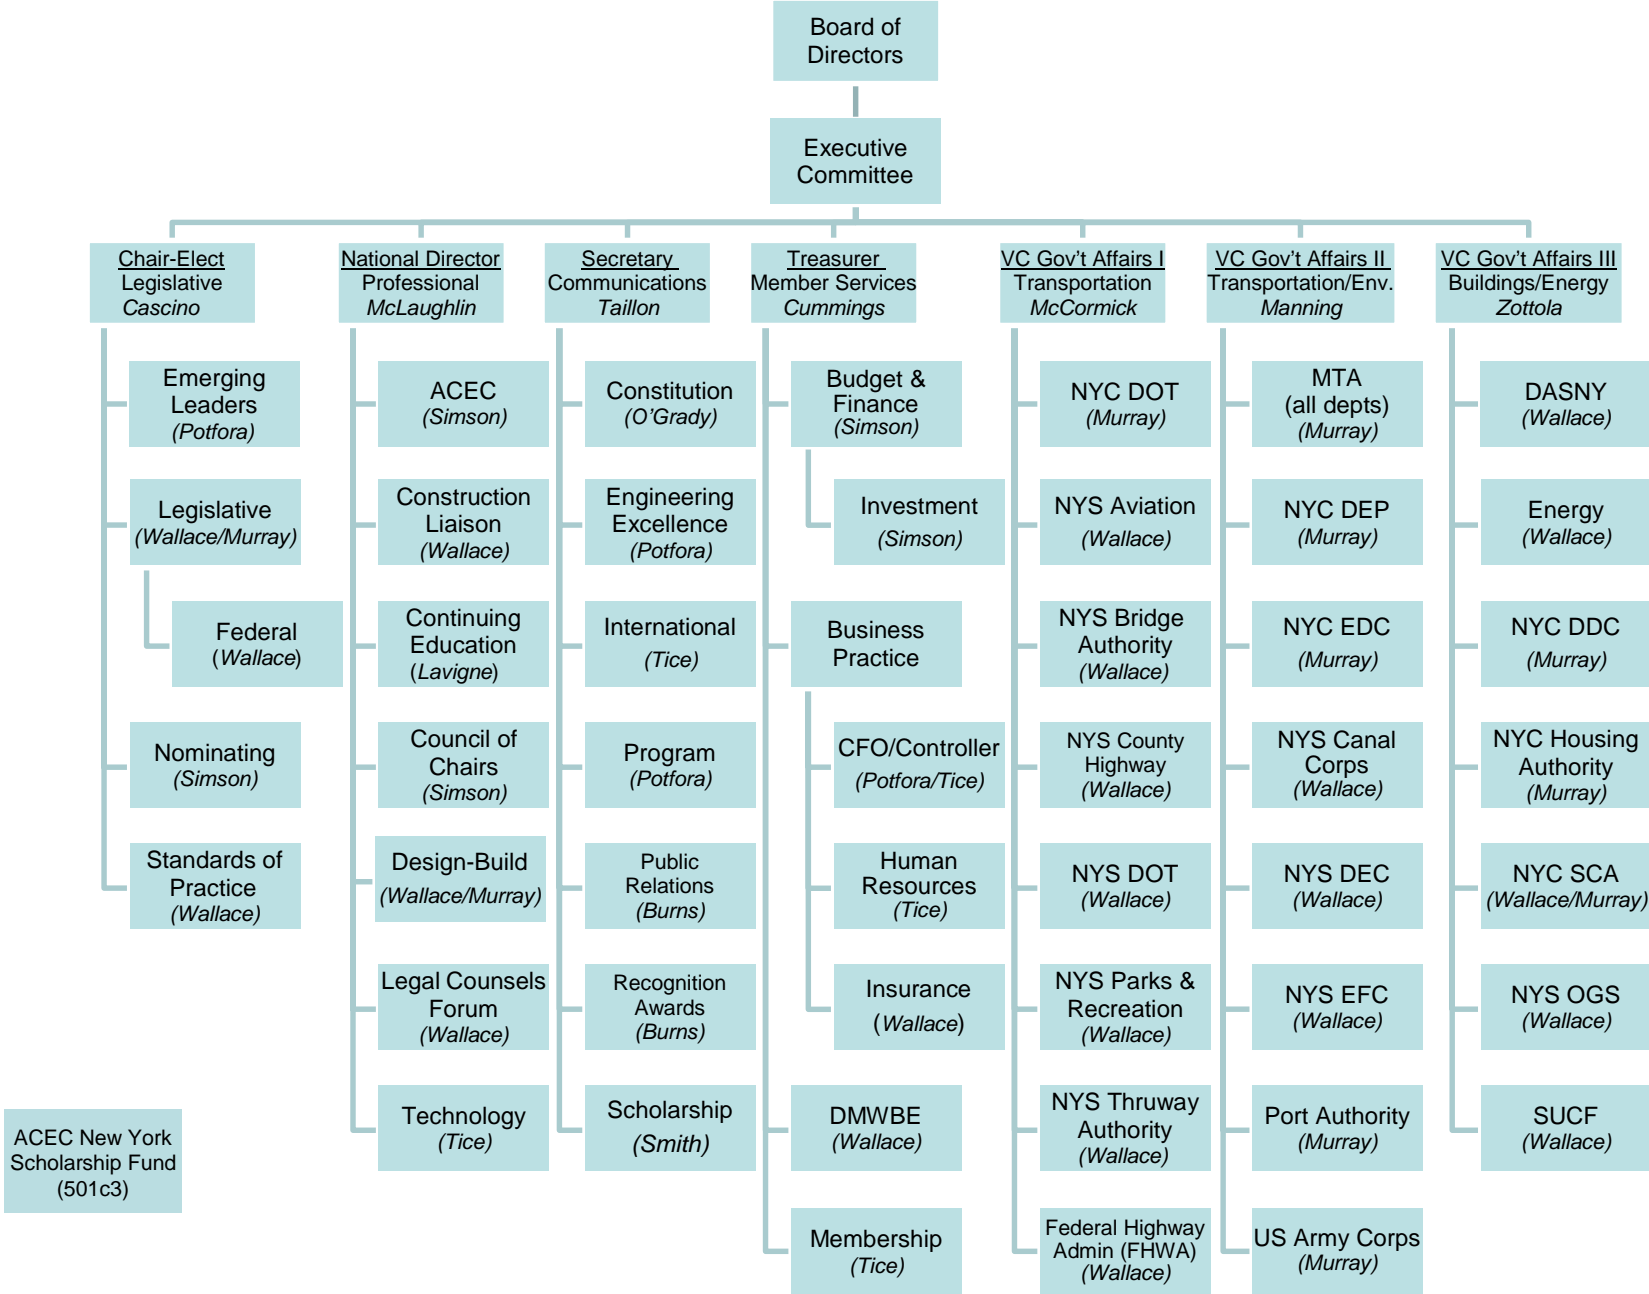 Board of
Directors
Executive
Committee
Chair-Elect
Legislative
Cascino
Emerging
Leaders
(Potfora)
Legislative
(Wallace/Murray)
Federal
(Wallace)
Nominating
(Simson)
Standards of
Practice
(Wallace)
National Director
Professional
McLaughlin
ACEC
(Simson)
Construction
Liaison
(Wallace)
Continuing
Education
(Lavigne)
Council of
Chairs
(Simson)
Design-Build
(Wallace/Murray)
Legal Counsels
Forum
(Wallace)
Technology
(Tice)
Secretary
Communications
Taillon
Constitution
(O'Grady)
Engineering
Excellence
(Potfora)
International
(Tice)
Program
(Potfora)
Public
Relations
(Burns)
Recognition
Awards
(Burns)
Scholarship
(Smith)
Treasurer
Member Services
Cummings
Budget &
Finance
(Simson)
Investment
(Simson)
Business
Practice
CFO/Controller
(Potfora/Tice)
Human
Resources
(Tice)
Insurance
(Wallace)
DMWBE
(Wallace)
Membership
(Tice)
VC Gov't Affairs I
Transportation
McCormick
NYC DOT
(Murray)
NYS Aviation
(Wallace)
NYS Bridge
Authority
(Wallace)
NYS County
Highway
(Wallace)
NYS DOT
(Wallace)
NYS Parks &
Recreation
(Wallace)
NYS Thruway
Authority
(Wallace)
Federal Highway
Admin (FHWA)
(Wallace)
VC Gov't Affairs II
Transportation/Env.
Manning
MTA
(all depts)
(Murray)
NYC DEP
(Murray)
NYC EDC
(Murray)
NYS Canal
Corps
(Wallace)
NYS DEC
(Wallace)
NYS EFC
(Wallace)
Port Authority
(Murray)
US Army Corps
(Murray)
VC Gov't Affairs III
Buildings/Energy
Zottola
DASNY
(Wallace)
Energy
(Wallace)
NYC DDC
(Murray)
NYC Housing
Authority
(Murray)
NYC SCA
(Wallace/Murray)
NYS OGS
(Wallace)
SUCF
(Wallace)
ACEC New York
Scholarship Fund
(501c3)